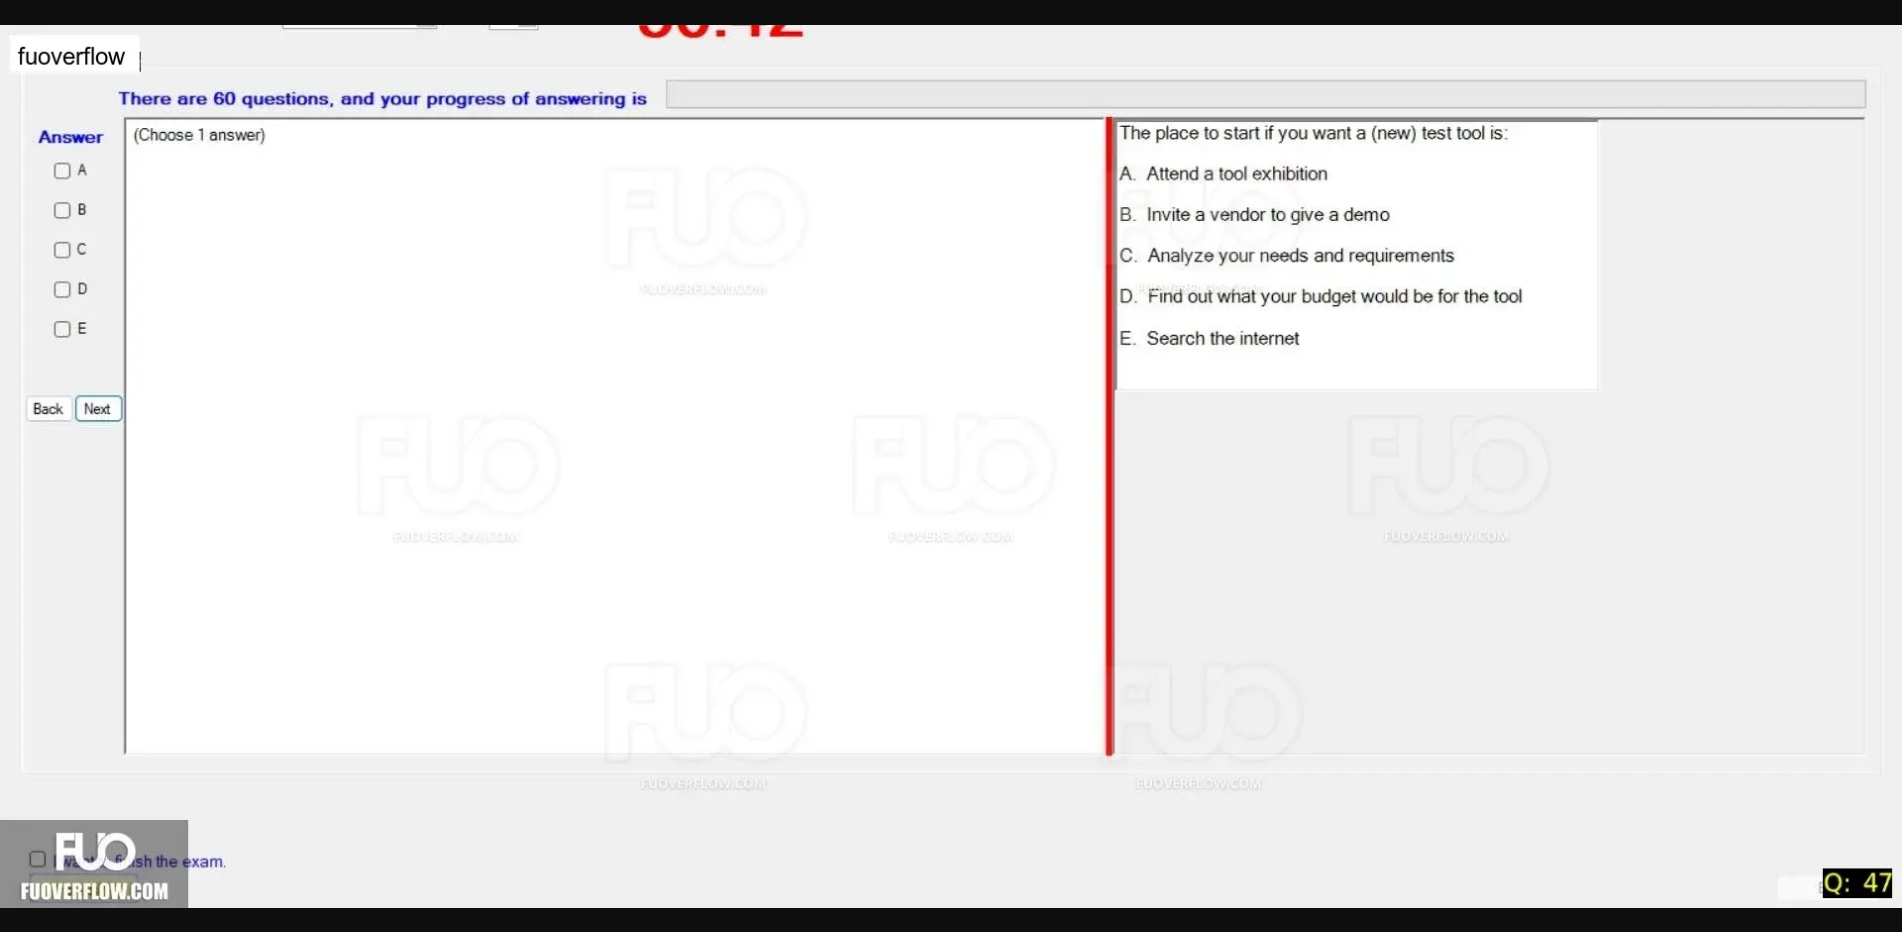 fuoverflow
There are 60 questions, and your progress of answering is
Answer
(Choose 1 answer)
A
B
C
D
E
Back Next
The place to start if you want a (new) test tool is:
A. Attend a tool exhibition
B. Invite a vendor to give a demo
C. Analyze your needs and requirements
D. Find out what your budget would be for the tool
E. Search the internet
FUO
FUOVERFLOW.COM
FUO
FUOVERFLOW.COM
FUO
FUOVERFLOW.COM
FUO
FUOVERFLOW.COM
FUO
FUOVERFLOW.COM
FUO
FUOVERFLOW.COM
FUO
FUOVERFLOW.COM
the exam.
FUO
FUOVERFLOW.COM
Q: 47